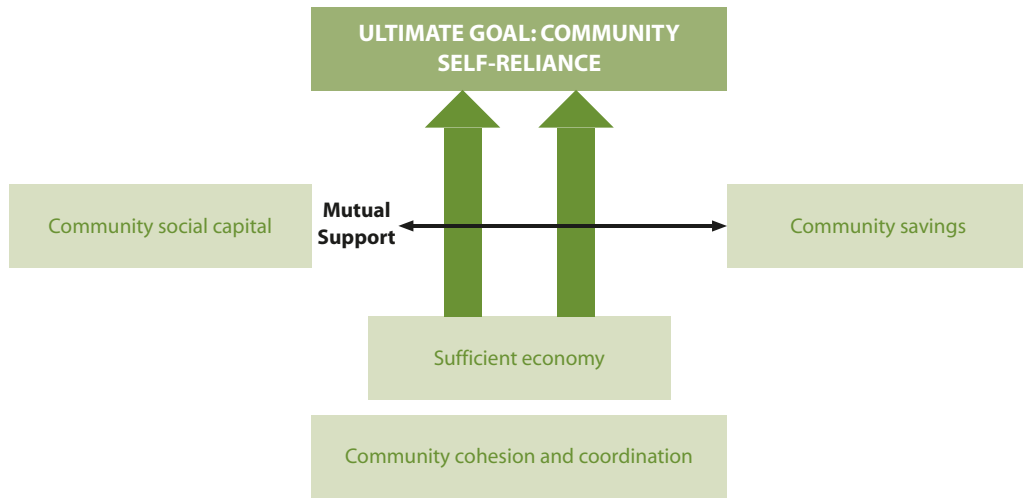 ULTIMATE GOAL: COMMUNITY
SELF-RELIANCE
Community social capital
Mutual
Support
Community savings
Sufficient economy
Community cohesion and coordination